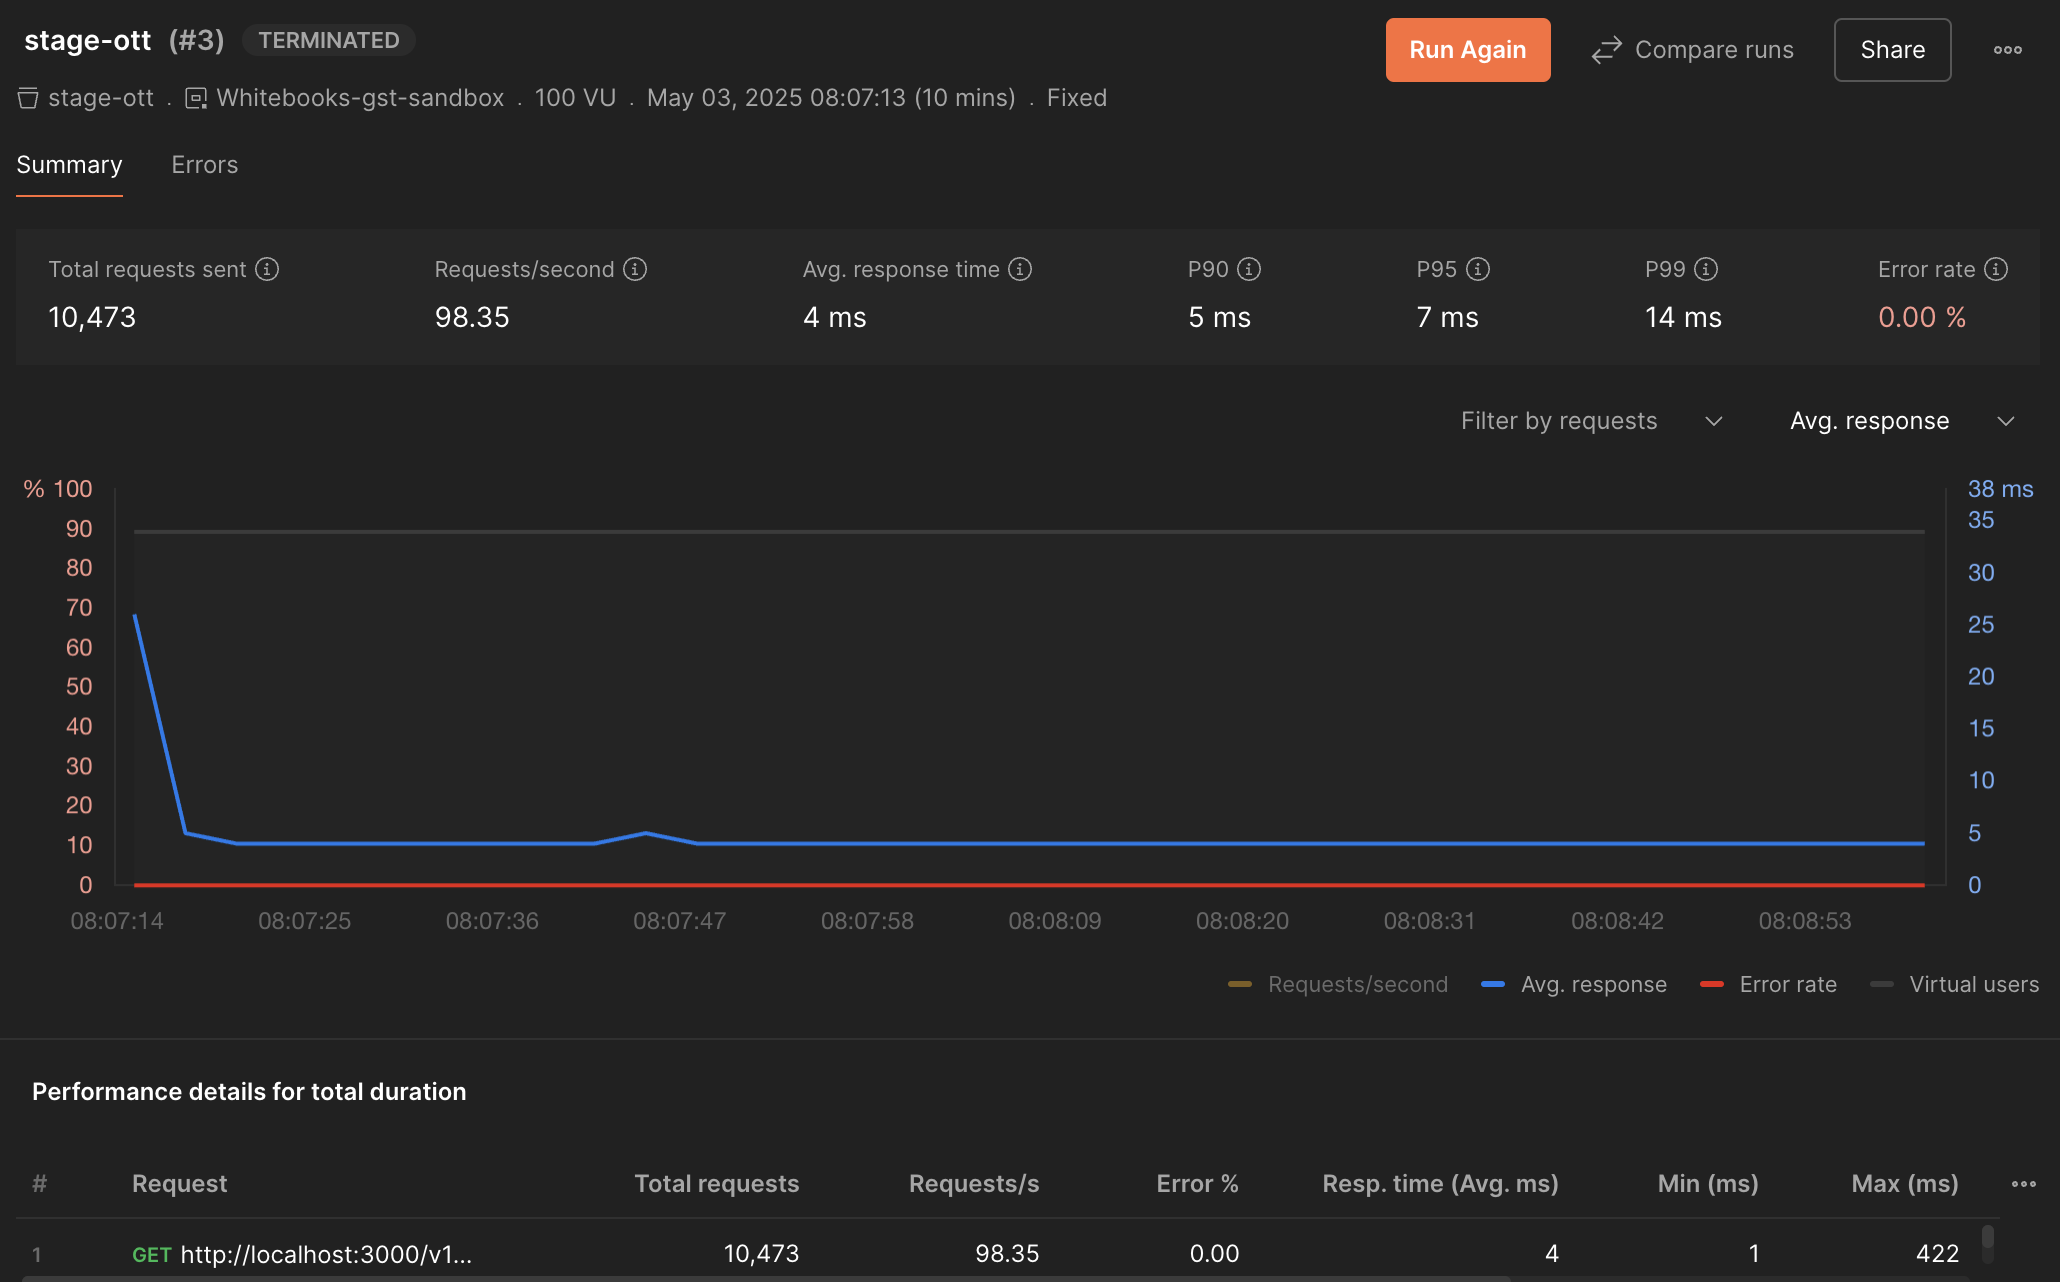 stage-ott (#3) TERMINATED
Run Again Compare runs Share
stage-ott . Whitebooks-gst-sandbox . 100 VU . May 03, 2025 08:07:13 (10 mins) . Fixed
Summary Errors
Total requests sent Requests/second Avg. response time P90 P95 P99 Error rate
10,473 98.35 4 ms 5 ms 7 ms 14 ms 0.00 %
Filter by requests Avg. response
% 100 38 ms
90 35
80 30
70 25
60
50 20
40 15
30
20 10
10 5
0 0
08:07:14 08:07:25 08:07:36 08:07:47 08:07:58 08:08:09 08:08:20 08:08:31 08:08:42 08:08:53
Requests/second Avg. response Error rate Virtual users
Performance details for total duration
# Request Total requests Requests/s Error % Resp. time (Avg. ms) Min (ms) Max (ms)
1 GET http://localhost:3000/v1... 10,473 98.35 0.00 4 1 422